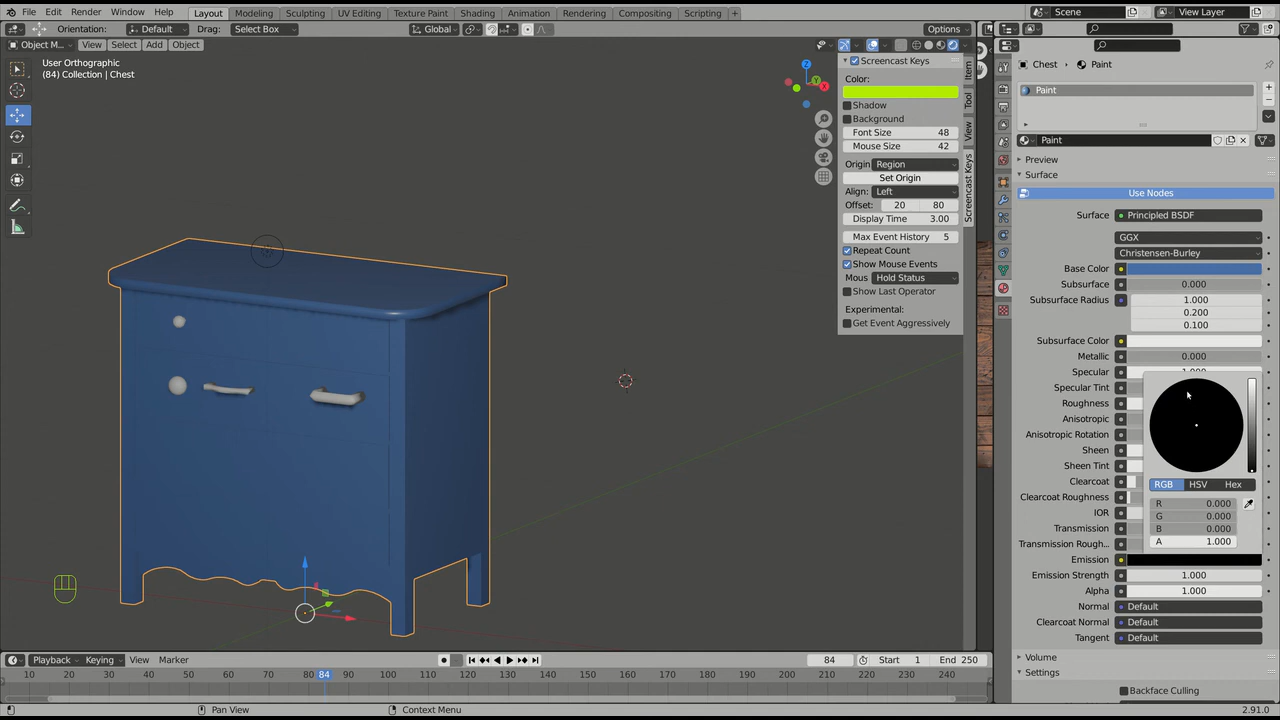 File Edit Render Window Help Layout Modeling Sculpting UV Editing Texture Paint Shading Animation Rendering Compositing Scripting + Scene View Layer
Orientation: Default Drag: Select Box Global Options
Object M... View Select Add Object
User Orthographic
(84) Collection | Chest
Z
Y
X
Screencast Keys
Color:
Shadow
Background
Font Size 48
Mouse Size 42
Origin Region
Set Origin
Align: Left
Offset: 20 80
Display Time 3.00
Max Event History 5
Repeat Count
Show Mouse Events
Mous Hold Status
Show Last Operator
Experimental:
Get Event Aggressively
Item
Tool
View
Screencast Keys
Chest Paint
Paint
Paint
Preview
Surface
Use Nodes
Surface Principled BSDF
GGX
Christensen-Burley
Base Color
Subsurface 0.000
Subsurface Radius 1.000
0.200
0.100
Subsurface Color
Metallic 0.000
Specular 1.000
Specular Tint
Roughness
Anisotropic
Anisotropic Rotation
Sheen
Sheen Tint
Clearcoat
Clearcoat Roughness
IOR
Transmission
Transmission Rough...
RGB HSV Hex
R 0.000
G 0.000
B 0.000
A 1.000
Emission
Emission Strength 1.000
Alpha 1.000
Normal Default
Clearcoat Normal Default
Tangent Default
Volume
Settings
Backface Culling
Playback Keying View Marker 84 Start 1 End 250
10 20 30 40 50 60 70 80 84 90 100 110 120 130 140 150 160 170 180 190 200 210 220 230 240
Pan View Context Menu 2.91.0